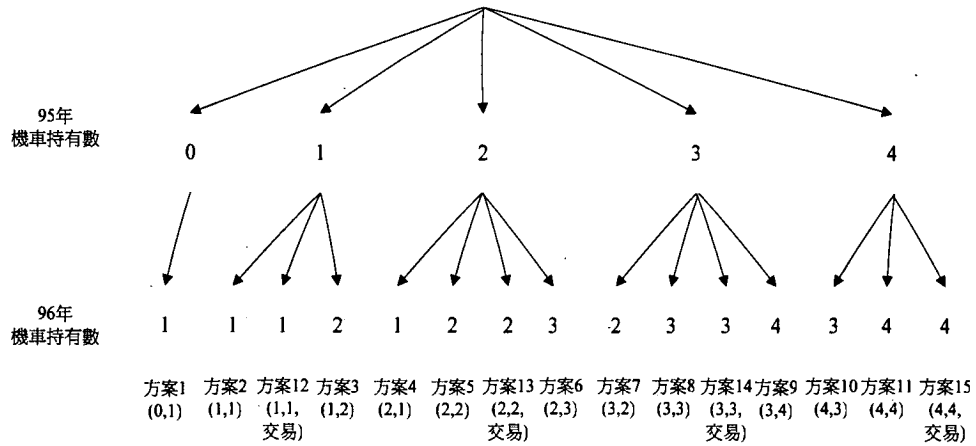 95年
機車持有數
0 1 2 3 4
96年
機車持有數
1 1 1 2 1 2 2 3 2 3 3 4 3 4 4
方案1 方案2 方案12 方案3 方案4 方案5 方案13 方案6 方案7 方案8 方案14 方案9 方案10 方案11 方案15
(0,1) (1,1) (1,1, (1,2) (2,1) (2,2) (2,2, (2,3) (3,2) (3,3) (3,3, (3,4) (4,3) (4,4) (4,4,
交易) 交易) 交易) 交易)